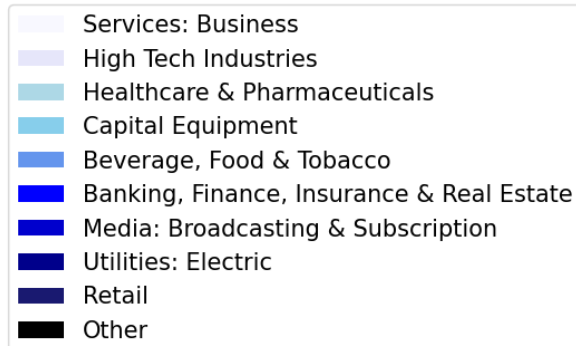 Services: Business
High Tech Industries
Healthcare & Pharmaceuticals
Capital Equipment
Beverage, Food & Tobacco
Banking, Finance, Insurance & Real Estate
Media: Broadcasting & Subscription
Utilities: Electric
Retail
Other